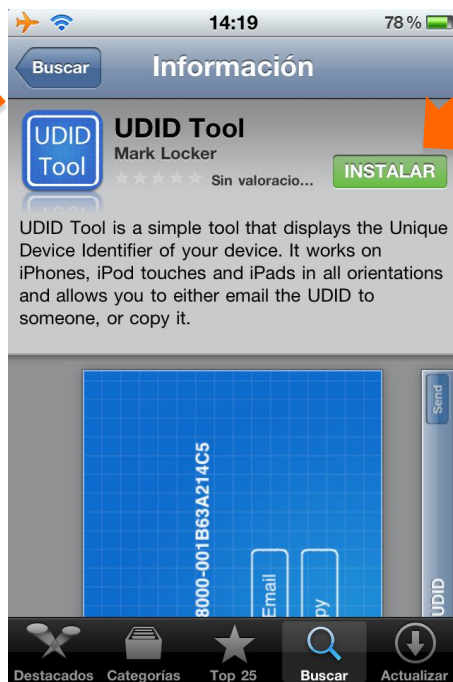 14:19 78 %
Buscar Información
UDID
Tool
UDID Tool
Mark Locker
Sin valoracio...
INSTALAR
UDID Tool is a simple tool that displays the Unique
Device Identifier of your device. It works on
iPhones, iPod touches and iPads in all orientations
and allows you to either email the UDID to
someone, or copy it.
8000-001B63A214C5
Email
py
Send
UDID
Destacados Categorías Top 25 Buscar Actualizar